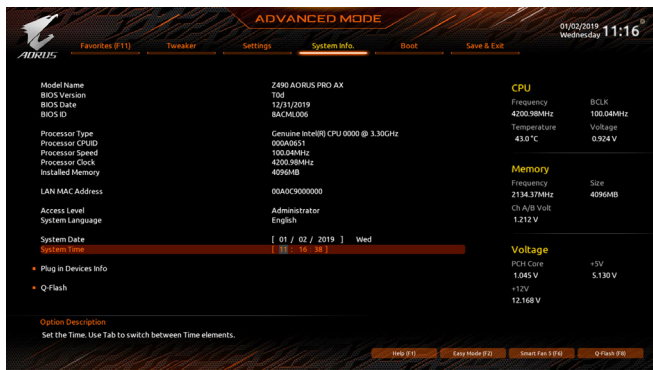 ADVANCED MODE
01/02/2019 Wednesday 11:16
AORUS
Favorites (F11) Tweaker Settings System Info. Boot Save & Exit
Model Name Z490 AORUS PRO AX
BIOS Version T0d
BIOS Date 12/31/2019
BIOS ID 8ACML006
Processor Type Genuine Intel(R) CPU 0000 @ 3.30GHz
Processor CPUID 000A0651
Processor Speed 100.04MHz
Processor Clock 4200.98MHz
Installed Memory 4096MB
LAN MAC Address 00A0C9000000
Access Level Administrator
System Language English
System Date [ 01 / 02 / 2019 ] Wed
System Time [ 11 : 16 : 38 ]
Plug in Devices Info
Q-Flash
CPU
Frequency BCLK
4200.98MHz 100.04MHz
Temperature Voltage
43.0 °C 0.924 V
Memory
Frequency Size
2134.37MHz 4096MB
Ch A/B Volt
1.212 V
Voltage
PCH Core +5V
1.045 V 5.130 V
+12V
12.168 V
Option Description
Set the Time. Use Tab to switch between Time elements.
Help (F1) Easy Mode (F2) Smart Fan 5 (F6) Q-Flash (F8)